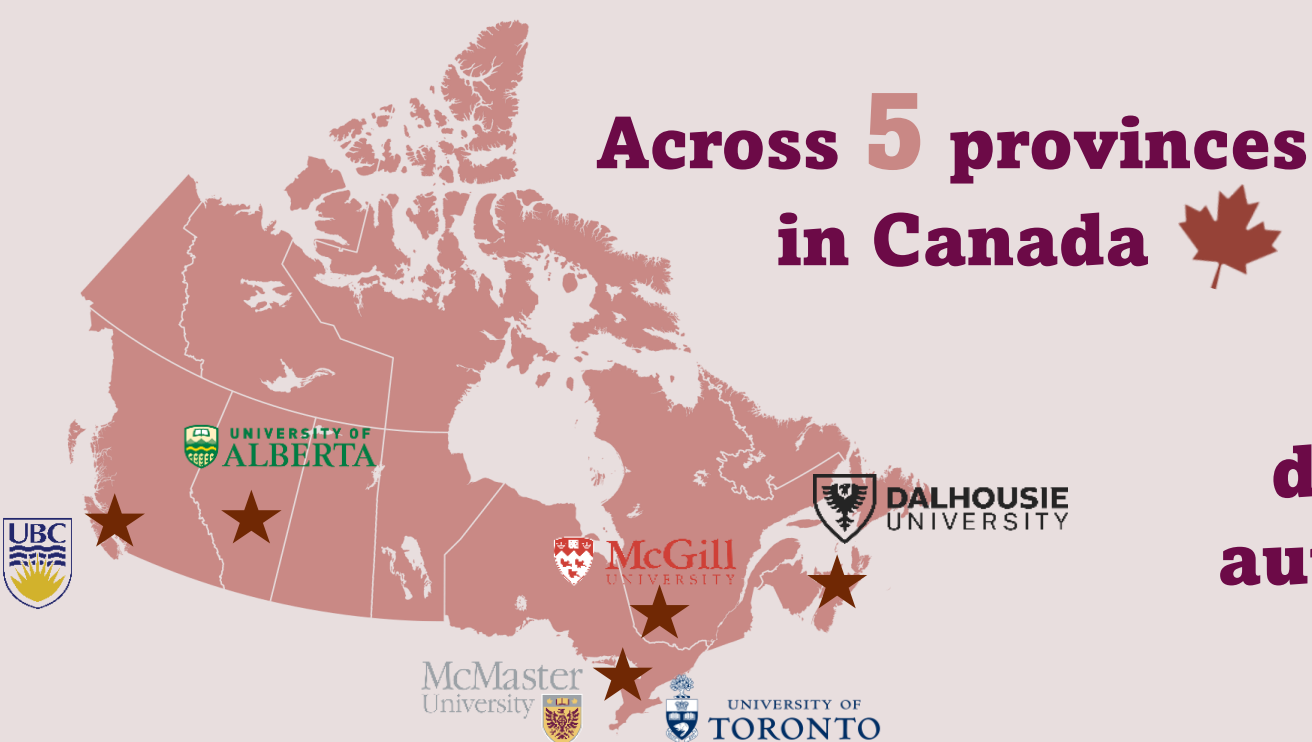 Across 5 provinces
in Canada
UNIVERSITY OF
ALBERTA
UBC
DALHOUSIE
UNIVERSITY
McGill
UNIVERSITY
McMaster
University
UNIVERSITY OF
TORONTO